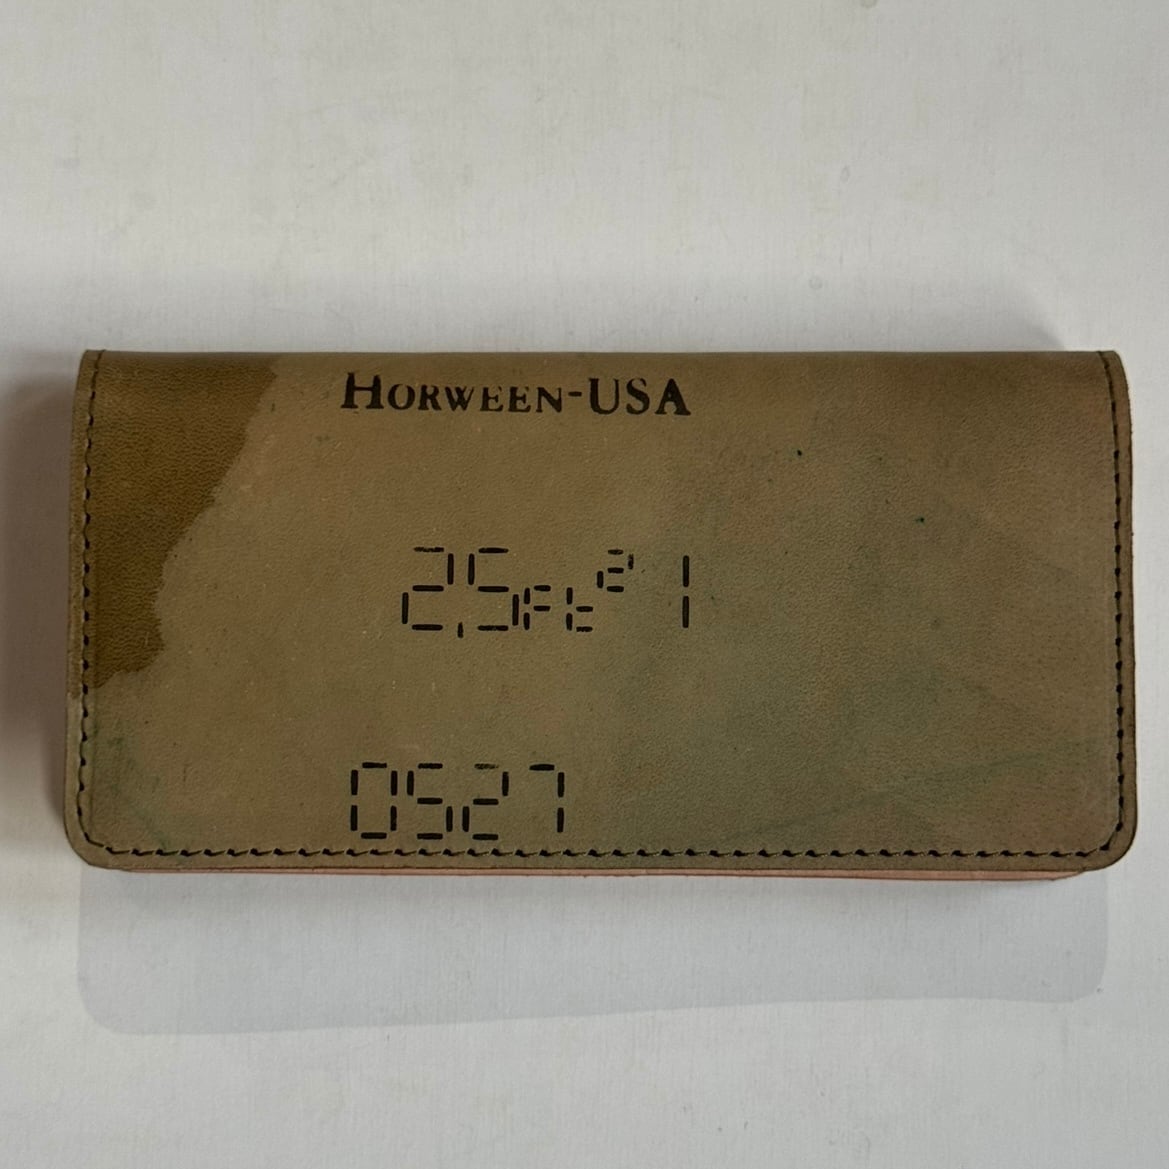 HORWEEN-USA
2,5Ft² 1
0527